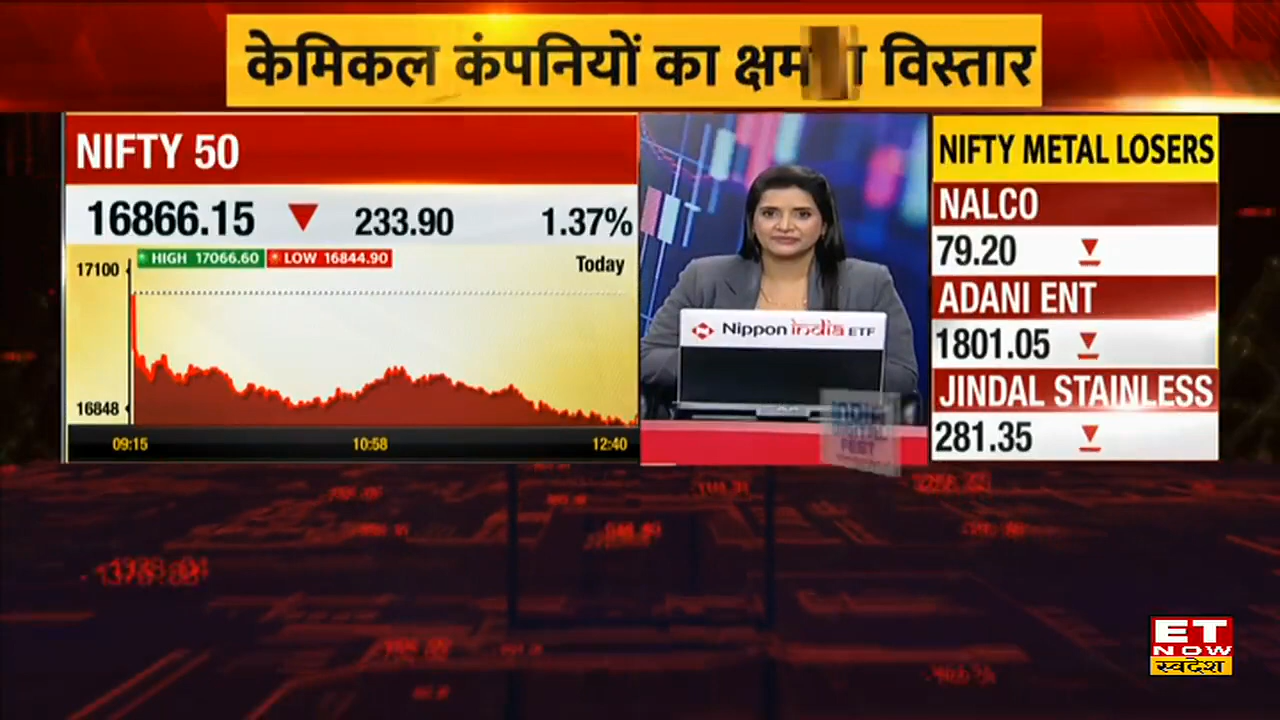 केमिकल कंपनियों का विस्तार
NIFTY 50
16866.15 ▼ 233.90 1.37%
HIGH 17066.60 LOW 16844.90 Today
17100
16848
09:15 10:58 12:40
Nippon india ETF
NIFTY METAL LOSERS
NALCO
79.20
ADANI ENT
1801.05
JINDAL STAINLESS
281.35
ET
NOW
स्वदेश